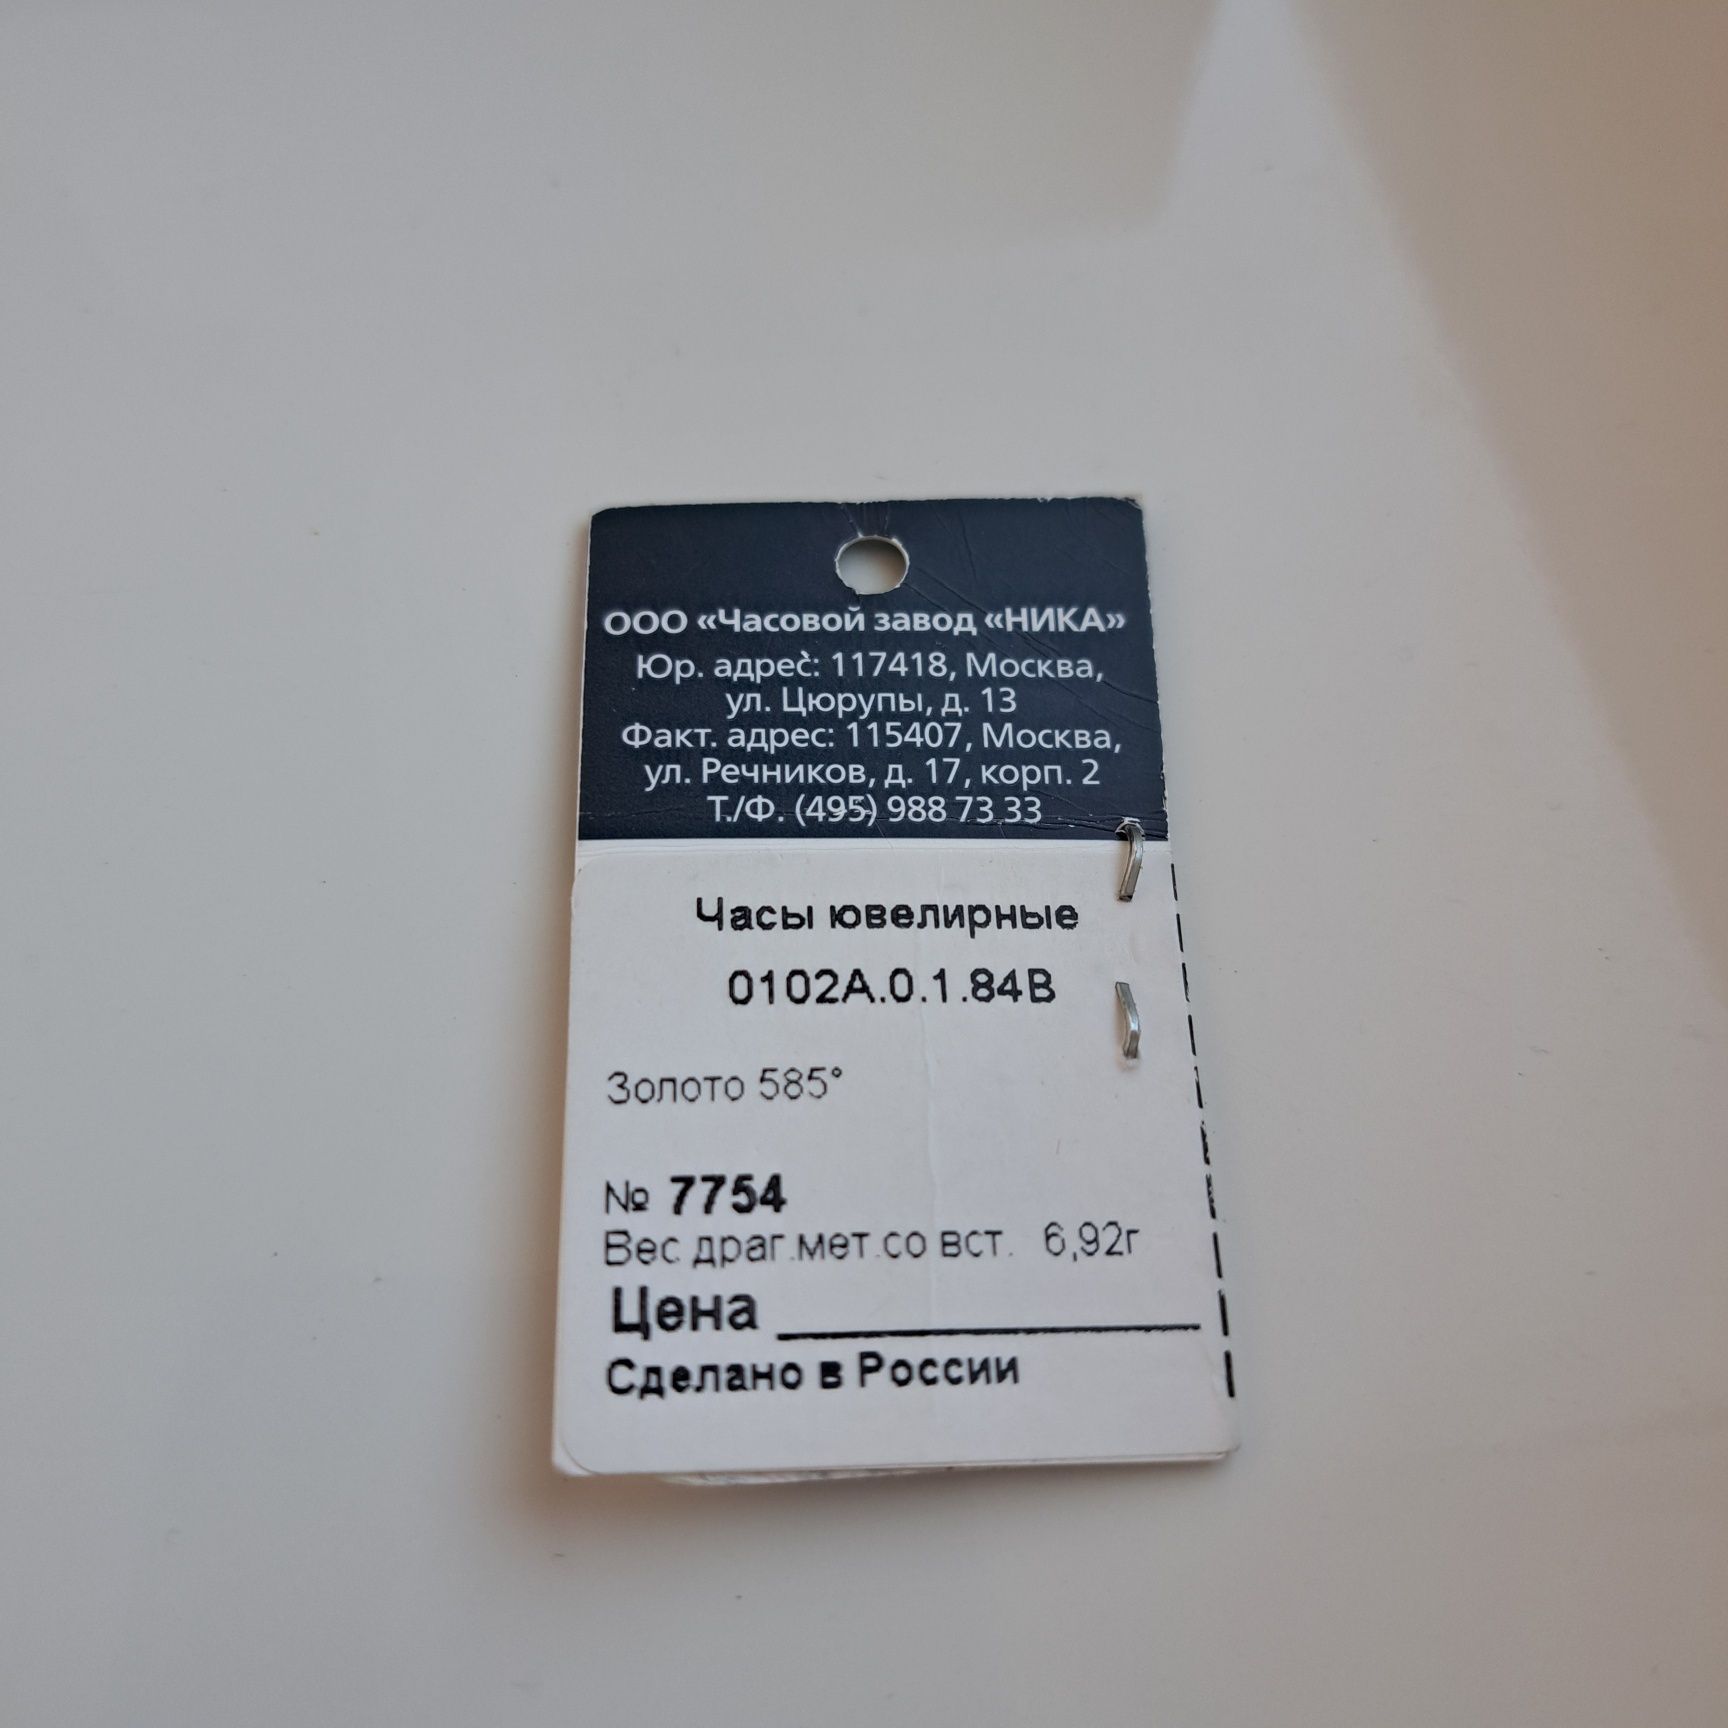 ООО «Часовой завод «НИКА»
Юр. адрес: 117418, Москва,
ул. Цюрупы, д. 13
Факт. адрес: 115407, Москва,
ул. Речников, д. 17, корп. 2
Т./Ф. (495) 988 73 33
Часы ювелирные
0102А.0.1.84В
Золото 585°
№ 7754
Вес драг.мет.со вст. 6,92г
Цена
Сделано в России